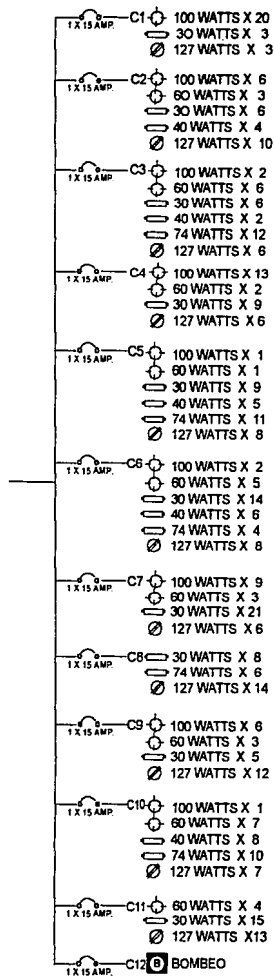 C1 100 WATTS X 20
1 X 15 AMP. 30 WATTS X 3
127 WATTS X 3
C2 100 WATTS X 6
1 X 15 AMP. 60 WATTS X 3
30 WATTS X 6
40 WATTS X 4
127 WATTS X 10
C3 100 WATTS X 2
1 X 15 AMP. 60 WATTS X 6
30 WATTS X 6
40 WATTS X 2
74 WATTS X 12
127 WATTS X 6
C4 100 WATTS X 13
1 X 15 AMP. 60 WATTS X 2
30 WATTS X 9
127 WATTS X 6
C5 100 WATTS X 1
1 X 15 AMP. 60 WATTS X 1
30 WATTS X 9
40 WATTS X 5
74 WATTS X 11
127 WATTS X 8
C6 100 WATTS X 2
1 X 15 AMP. 60 WATTS X 5
30 WATTS X 14
40 WATTS X 6
74 WATTS X 4
127 WATTS X 8
C7 100 WATTS X 9
1 X 15 AMP. 60 WATTS X 3
30 WATTS X 21
127 WATTS X 6
C8 30 WATTS X 8
1 X 15 AMP. 74 WATTS X 6
127 WATTS X 14
C9 100 WATTS X 6
1 X 15 AMP. 60 WATTS X 3
30 WATTS X 5
127 WATTS X 12
C10 100 WATTS X 1
1 X 15 AMP. 60 WATTS X 7
40 WATTS X 8
74 WATTS X 10
127 WATTS X 7
C11 60 WATTS X 4
1 X 15 AMP. 30 WATTS X 15
127 WATTS X13
C12 B BOMBEO
1 X 15 AMP.